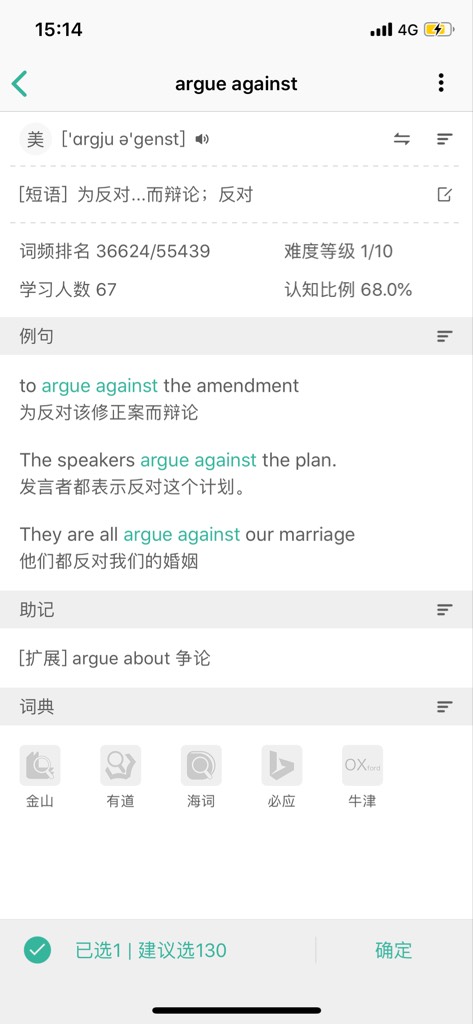 15:14
4G
argue against
美 ['ɑrgju ə'genst]
[短语] 为反对...而辩论；反对
词频排名 36624/55439
难度等级 1/10
学习人数 67
认知比例 68.0%
例句
to argue against the amendment
为反对该修正案而辩论
The speakers argue against the plan.
发言者都表示反对这个计划。
They are all argue against our marriage
他们都反对我们的婚姻
助记
[扩展] argue about 争论
词典
OXford
金山
有道
海词
必应
牛津
已选1 | 建议选130
确定